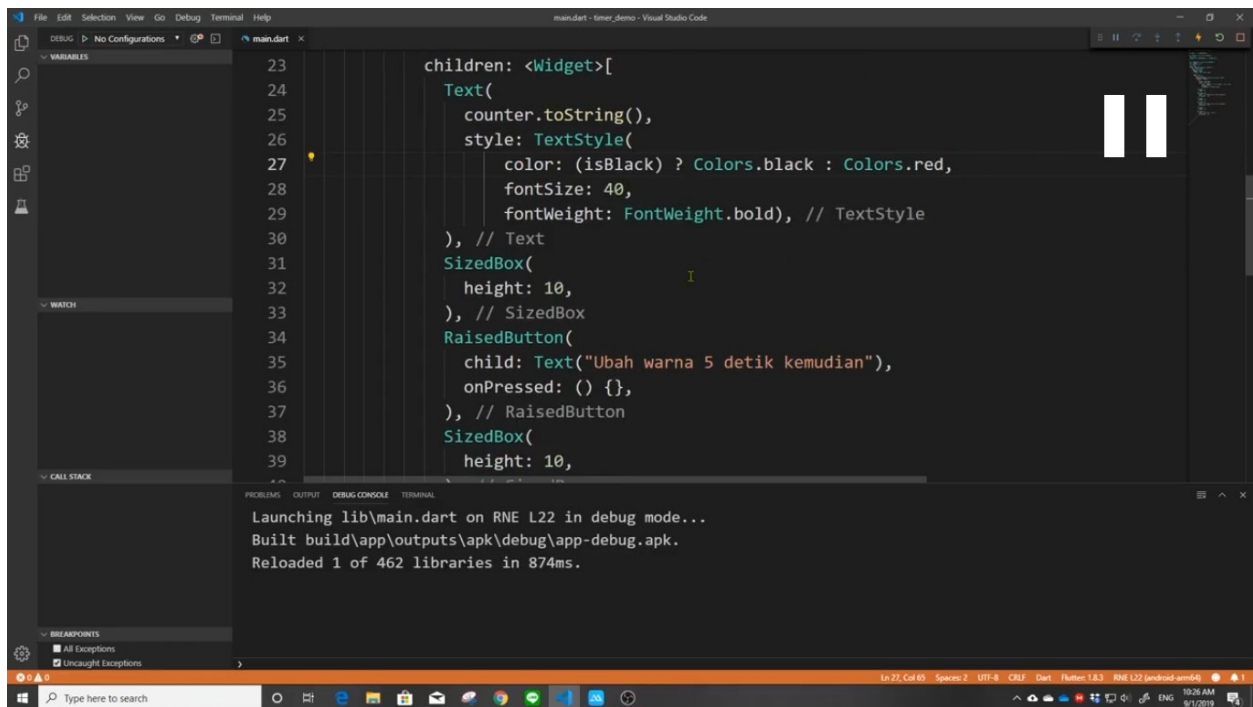 File Edit Selection View Go Debug Terminal Help
main.dart - timer_demo - Visual Studio Code
DEBUG No Configurations
main.dart
VARIABLES
23 children: <Widget>[
24 Text(
25 counter.toString(),
26 style: TextStyle(
27 color: (isBlack) ? Colors.black : Colors.red,
28 fontSize: 40,
29 fontWeight: FontWeight.bold), // TextStyle
30 ), // Text
31 SizedBox(
32 height: 10,
33 ), // SizedBox
34 RaisedButton(
35 child: Text("Ubah warna 5 detik kemudian"),
36 onPressed: () {},
37 ), // RaisedButton
38 SizedBox(
39 height: 10,
WATCH
CALL STACK
PROBLEMS OUTPUT DEBUG CONSOLE TERMINAL
Launching lib\main.dart on RNE L22 in debug mode...
Built build\app\outputs\apk\debug\app-debug.apk.
Reloaded 1 of 462 libraries in 874ms.
BREAKPOINTS
All Exceptions
Uncaught Exceptions
0 0
Ln 27, Col 65 Spaces: 2 UTF-8 CRLF Dart Flutter: 1.8.3 RNE L22 (android-arm64) 1
Type here to search
ENG
10:26 AM
9/1/2019